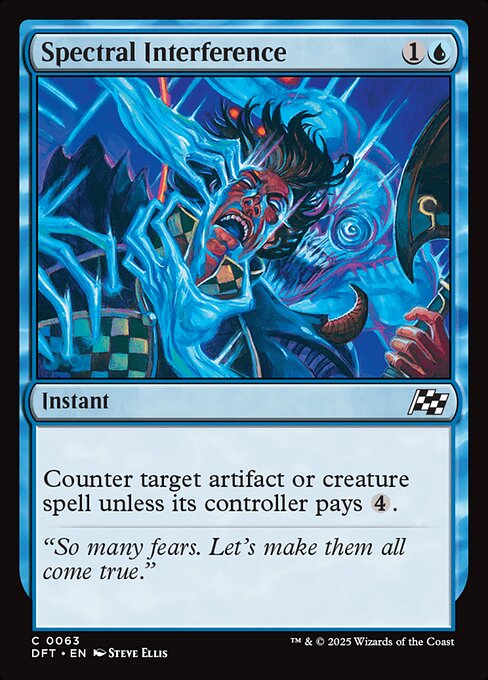 Spectral Interference 1
Instant
Counter target artifact or creature
spell unless its controller pays 4.
“So many fears. Let’s make them all
come true.”
C 0063
DFT • EN Steve Ellis
™ & © 2025 Wizards of the Coast